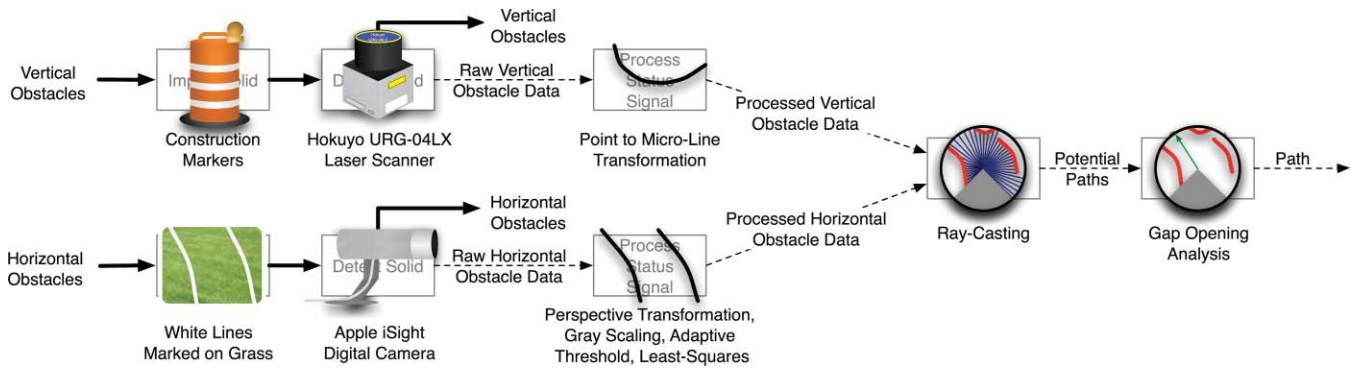 Vertical
Obstacles
Construction
Markers
Hokuyo URG-04LX
Laser Scanner
Vertical
Obstacles
Raw Vertical
Obstacle Data
Process
Status
Signal
Point to Micro-Line
Transformation
Processed Vertical
Obstacle Data
Horizontal
Obstacles
White Lines
Marked on Grass
Detect Solid
Apple iSight
Digital Camera
Horizontal
Obstacles
Raw Horizontal
Obstacle Data
Process
Status
Signal
Perspective Transformation,
Gray Scaling, Adaptive
Threshold, Least-Squares
Processed Horizontal
Obstacle Data
Ray-Casting
Potential
Paths
Gap Opening
Analysis
Path